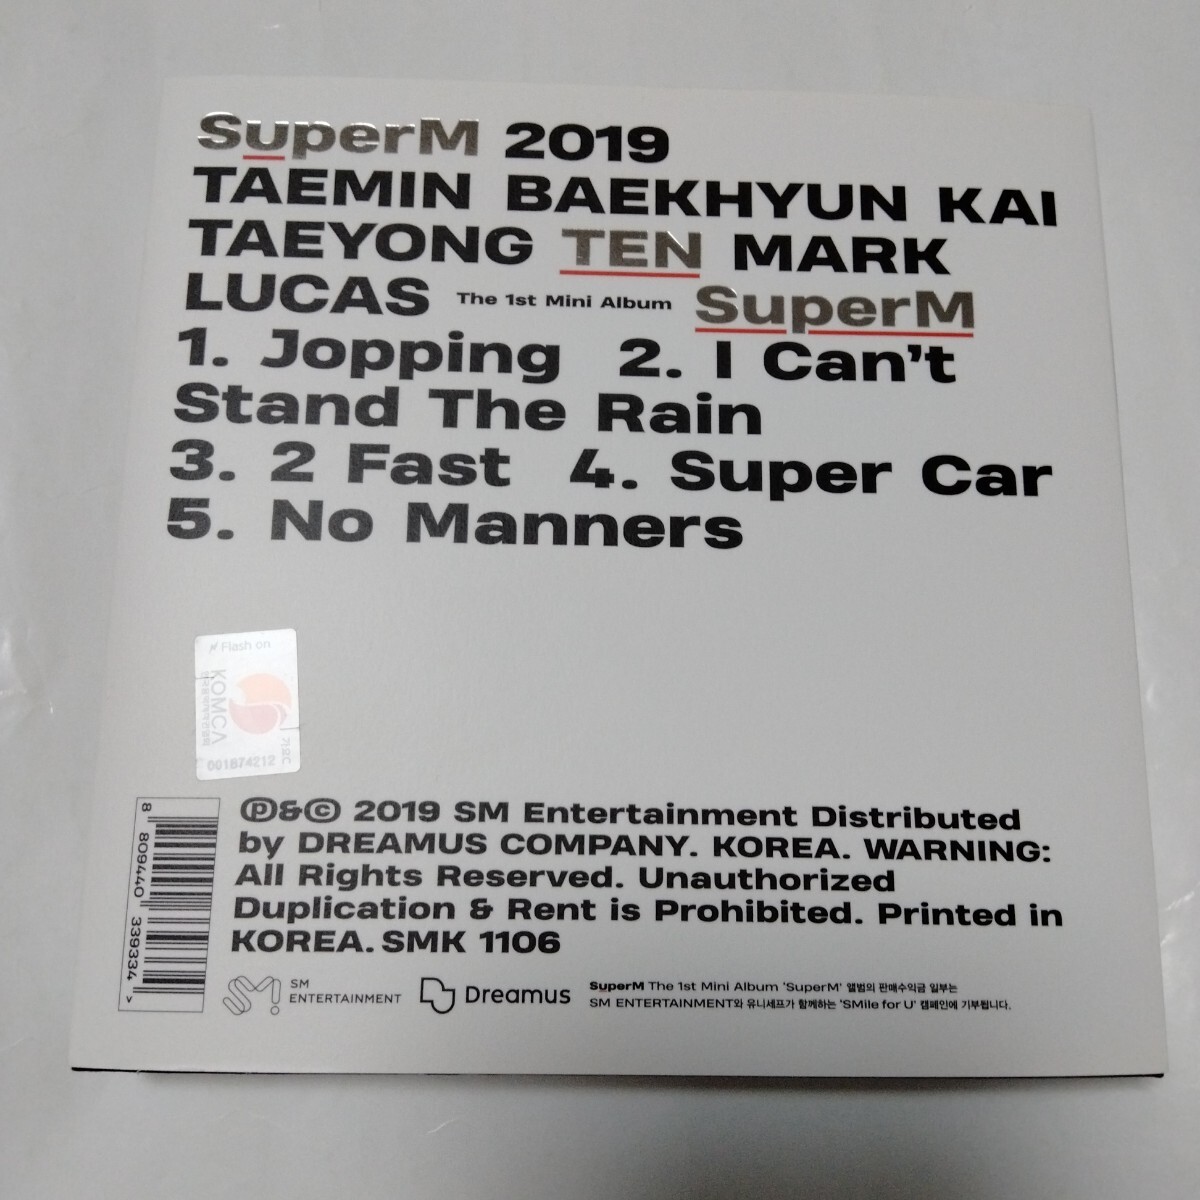 SuperM 2019
TAEMIN BAEKHYUN KAI
TAEYONG TEN MARK
LUCAS The 1st Mini Album SuperM
1. Jopping 2. I Can't
Stand The Rain
3. 2 Fast 4. Super Car
5. No Manners
Flash on
KOMCA
001874212
8 809440 339334 >
Ⓟ&© 2019 SM Entertainment Distributed
by DREAMUS COMPANY. KOREA. WARNING:
All Rights Reserved. Unauthorized
Duplication & Rent is Prohibited. Printed in
KOREA. SMK 1106
SM
ENTERTAINMENT
Dreamus
SuperM The 1st Mini Album 'SuperM' 앨범의 판매수익금 일부는
SM ENTERTAINMENT와 유니세프가 함께하는 'SMile for U' 캠페인에 기부됩니다.